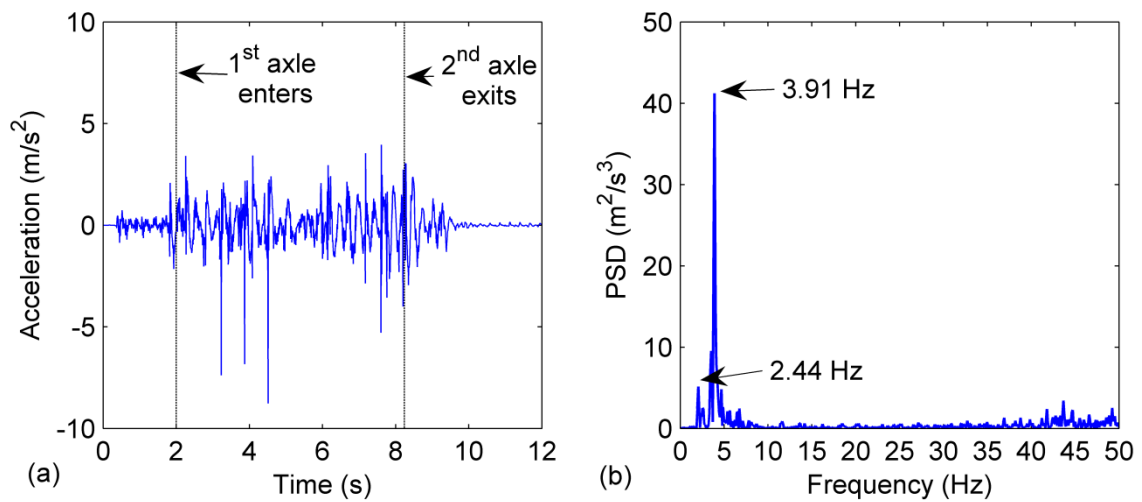 10
5
0
-5
-10
0 2 4 6 8 10 12
Acceleration (m/s²)
Time (s)
(a)
1st axle
enters
2nd axle
exits
50
40
30
20
10
0
0 5 10 15 20 25 30 35 40 45 50
PSD (m²/s³)
Frequency (Hz)
(b)
3.91 Hz
2.44 Hz